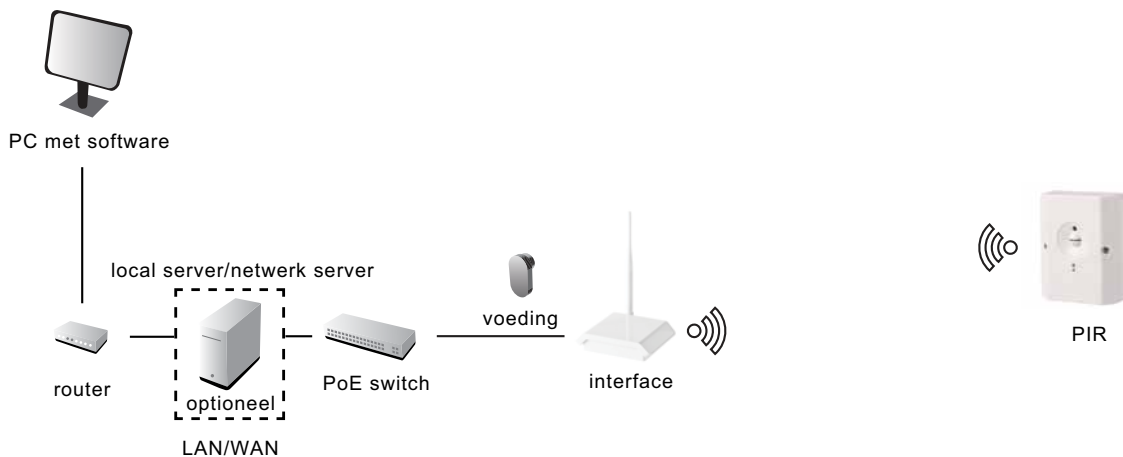 PC met software
local server/netwerk server
voeding
PIR
router
optioneel
PoE switch
interface
LAN/WAN